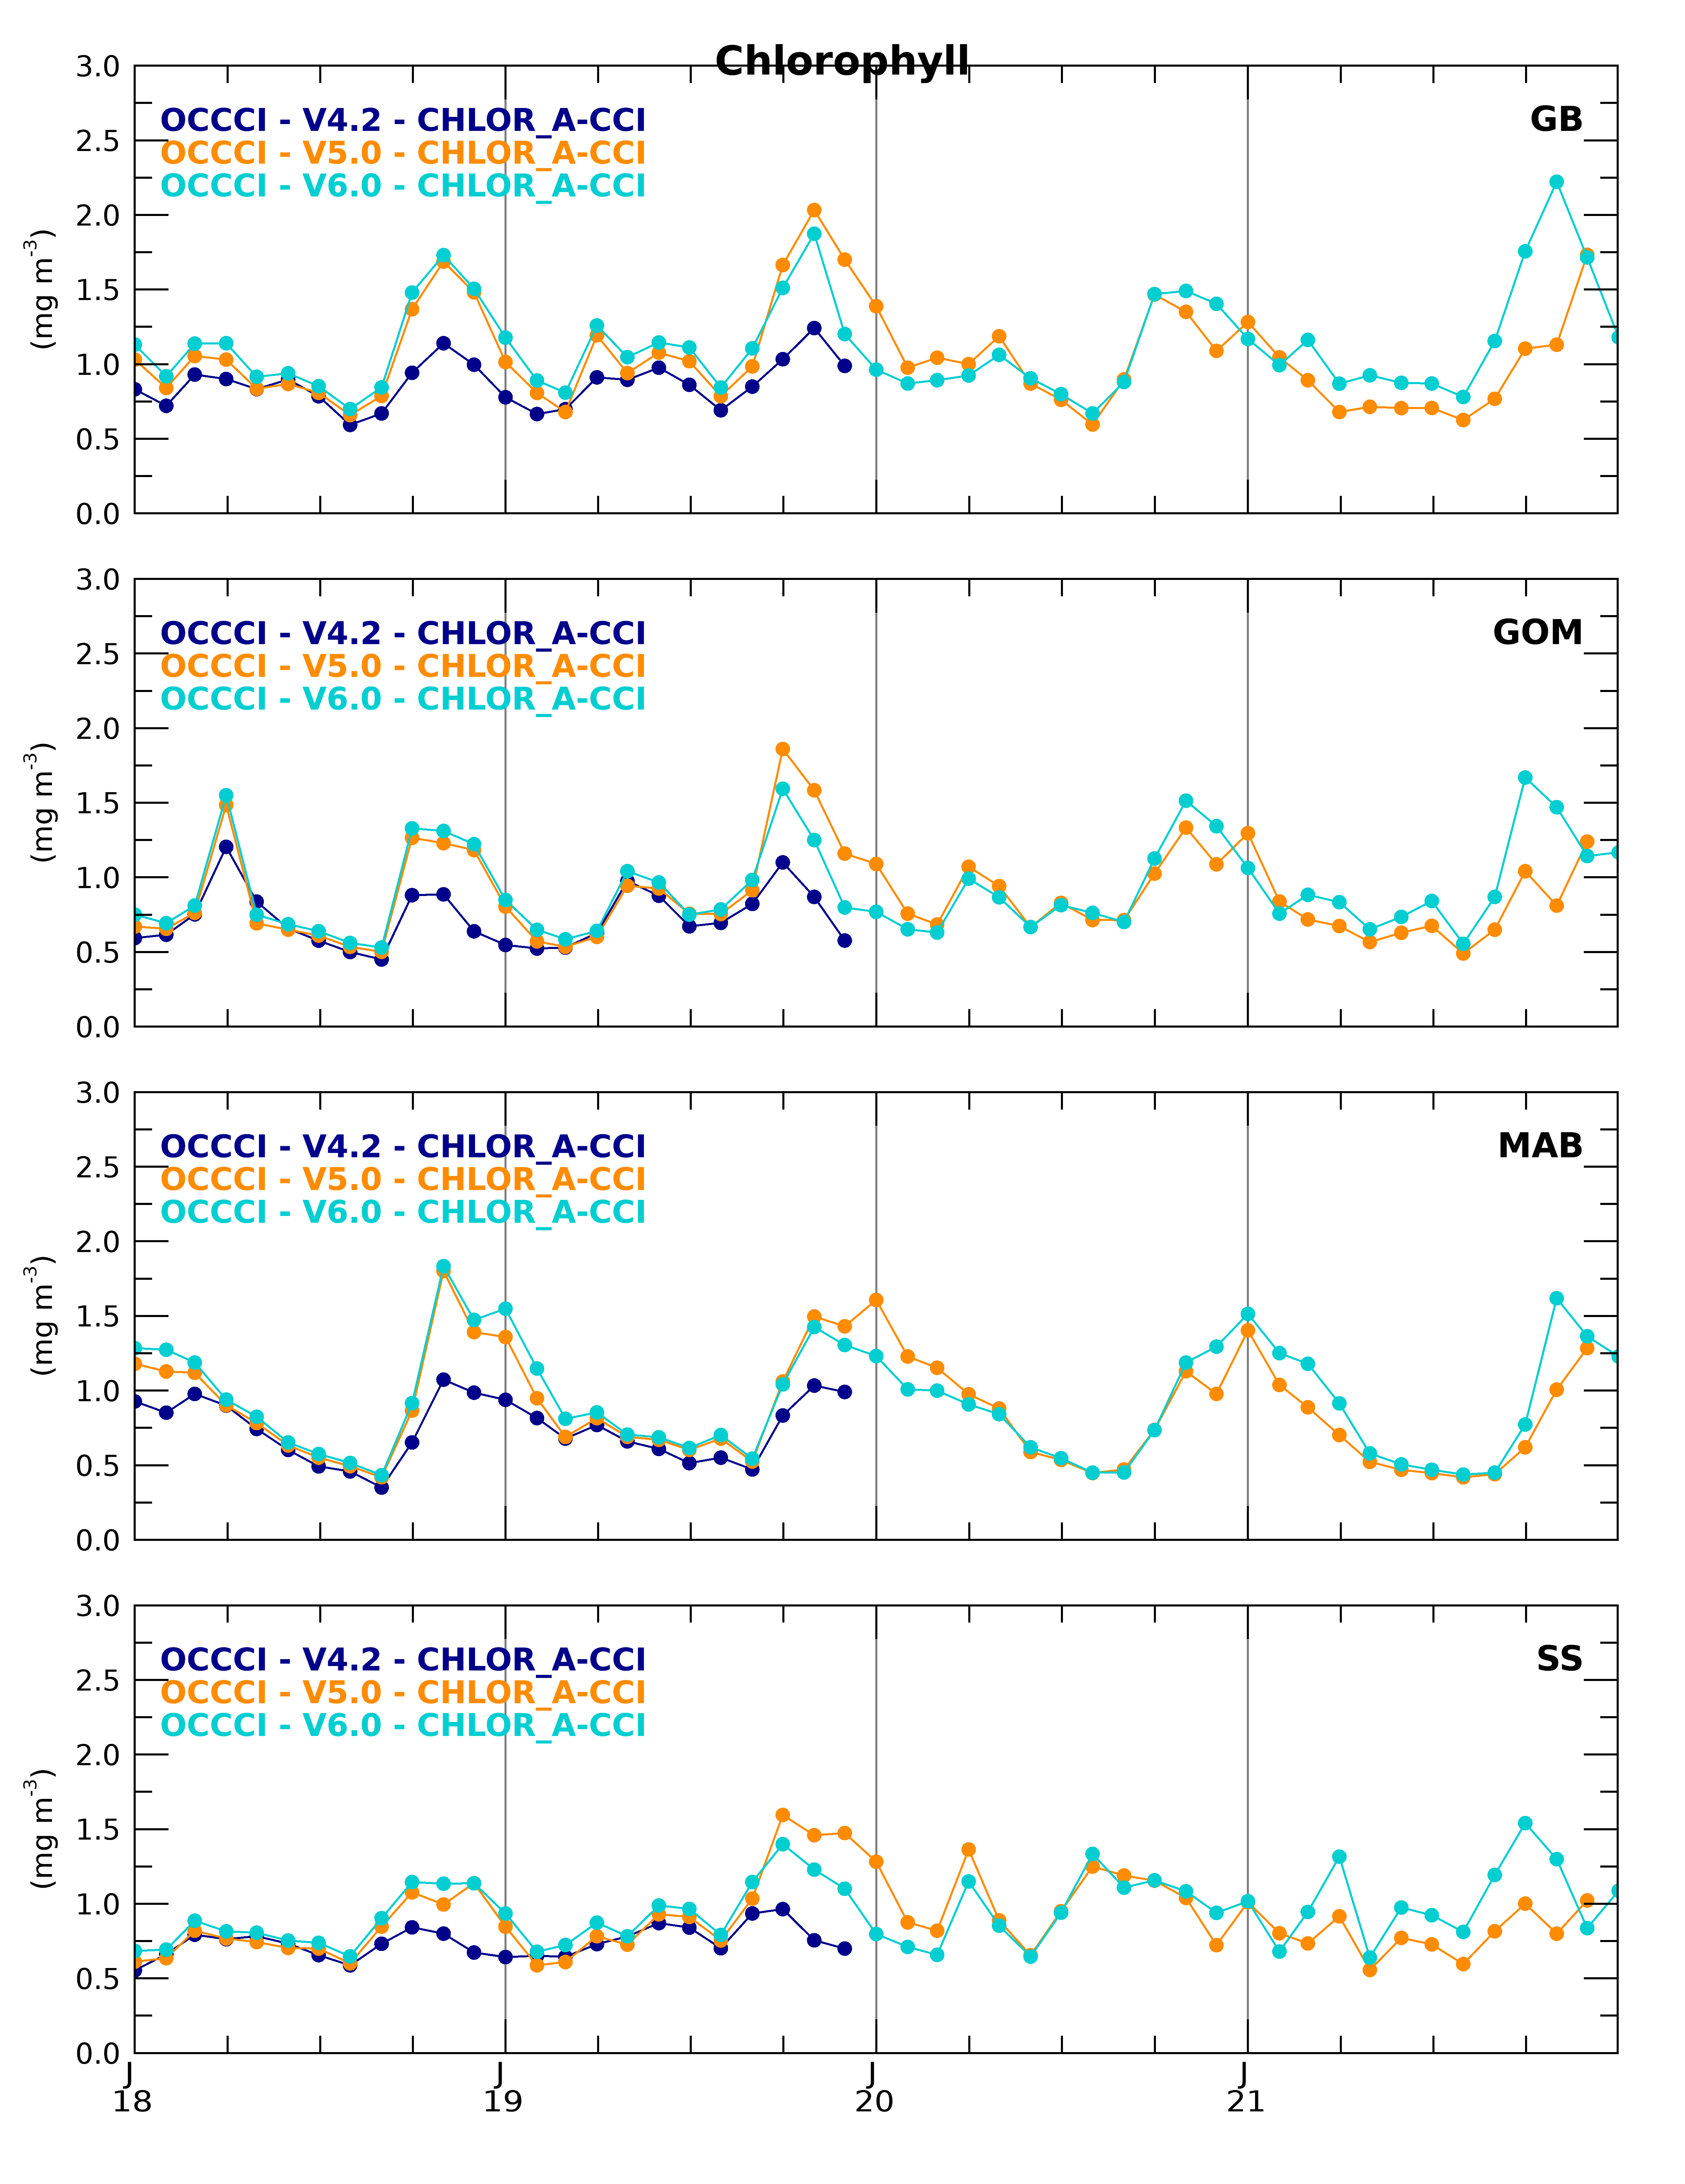 Chlorophyll
3.0
OCCCI - V4.2 - CHLOR_A-CCI
GB
2.5
OCCCI - V5.0 - CHLOR_A-CCI
OCCCI - V6.0 - CHLOR_A-CCI
2.0
(mg m-3)
1.5
1.0
0.5
0.0
3.0
OCCCI - V4.2 - CHLOR_A-CCI
GOM
2.5
OCCCI - V5.0 - CHLOR_A-CCI
OCCCI - V6.0 - CHLOR_A-CCI
2.0
(mg m-3)
1.5
1.0
0.5
0.0
3.0
OCCCI - V4.2 - CHLOR_A-CCI
MAB
2.5
OCCCI - V5.0 - CHLOR_A-CCI
OCCCI - V6.0 - CHLOR_A-CCI
2.0
(mg m-3)
1.5
1.0
0.5
0.0
3.0
OCCCI - V4.2 - CHLOR_A-CCI
SS
2.5
OCCCI - V5.0 - CHLOR_A-CCI
OCCCI - V6.0 - CHLOR_A-CCI
2.0
(mg m-3)
1.5
1.0
0.5
0.0
J J J J
18 19 20 21